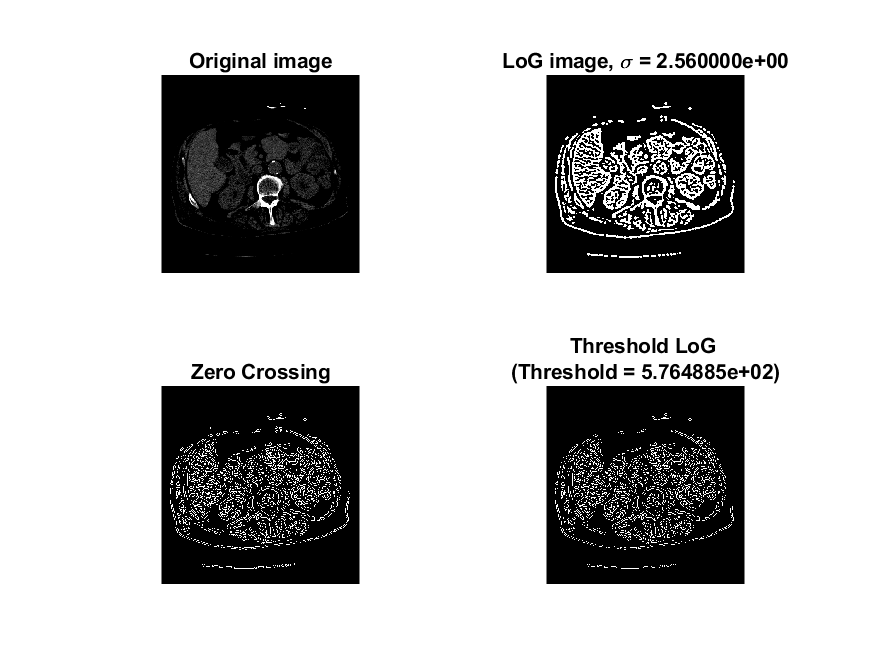 Original image
LoG image, σ = 2.560000e+00
Zero Crossing
Threshold LoG
(Threshold = 5.764885e+02)